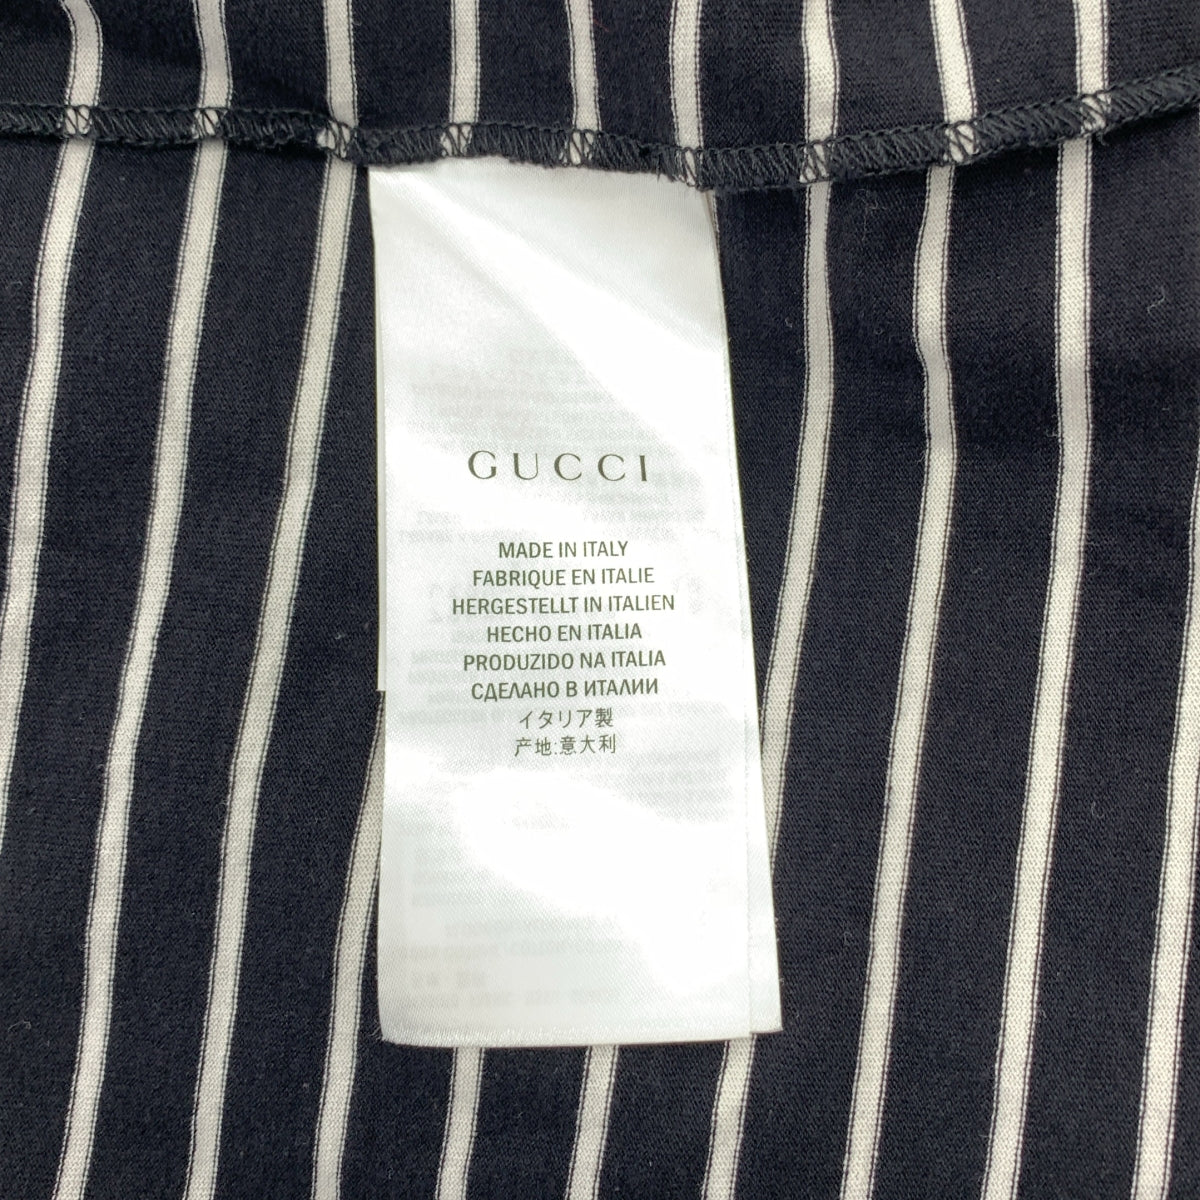 GUCCI
MADE IN ITALY
FABRIQUE EN ITALIE
HERGESTELLT IN ITALIEN
HECHO EN ITALIA
PRODUZIDO NA ITALIA
СДЕЛАНО В ИТАЛИИ
イタリア製
产地:意大利